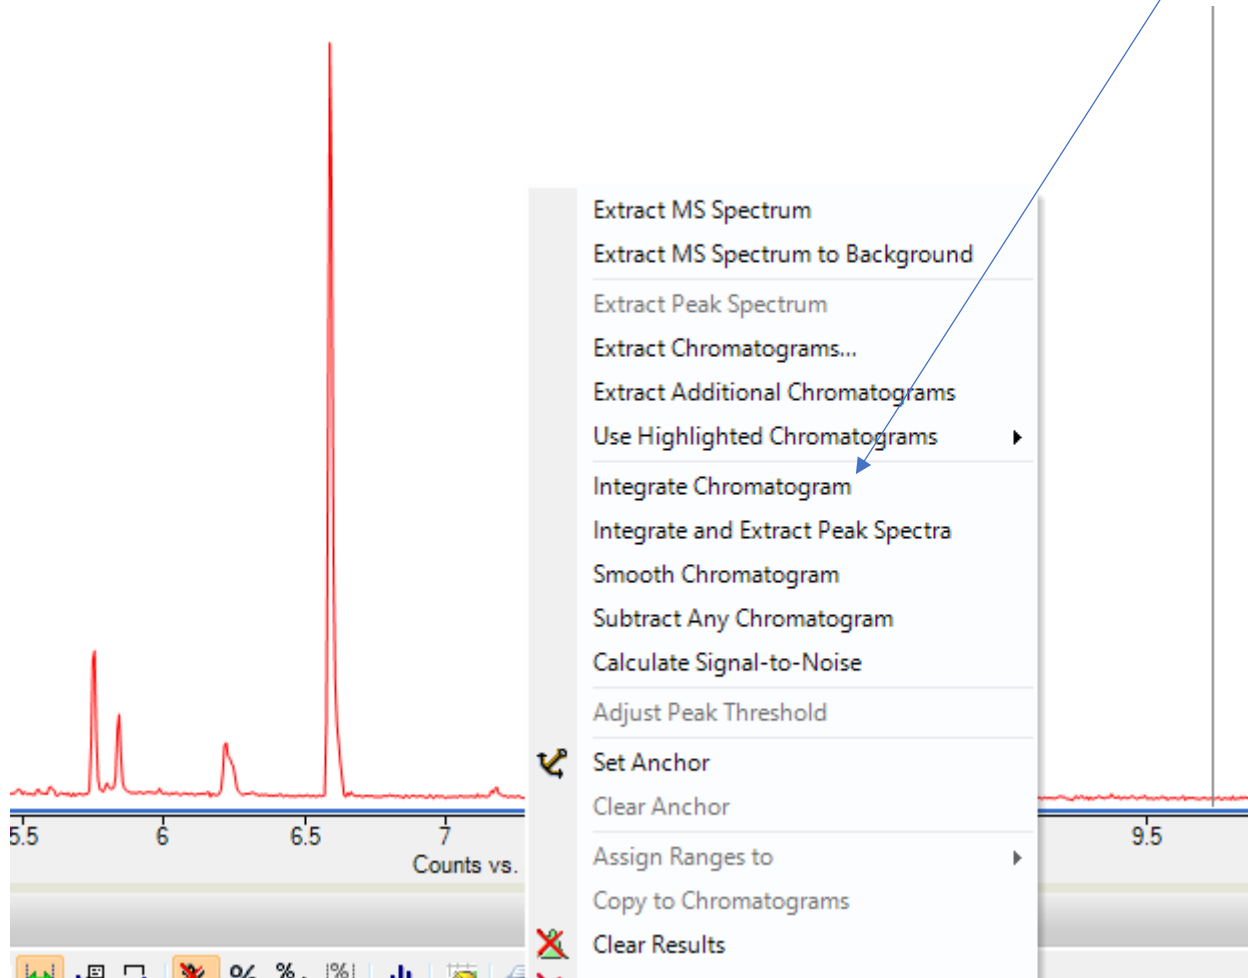 Extract MS Spectrum
Extract MS Spectrum to Background
Extract Peak Spectrum
Extract Chromatograms...
Extract Additional Chromatograms
Use Highlighted Chromatograms
Integrate Chromatogram
Integrate and Extract Peak Spectra
Smooth Chromatogram
Subtract Any Chromatogram
Calculate Signal-to-Noise
Adjust Peak Threshold
Set Anchor
Clear Anchor
Assign Ranges to
Copy to Chromatograms
Clear Results
5.5 6 6.5 7 9.5
Counts vs.